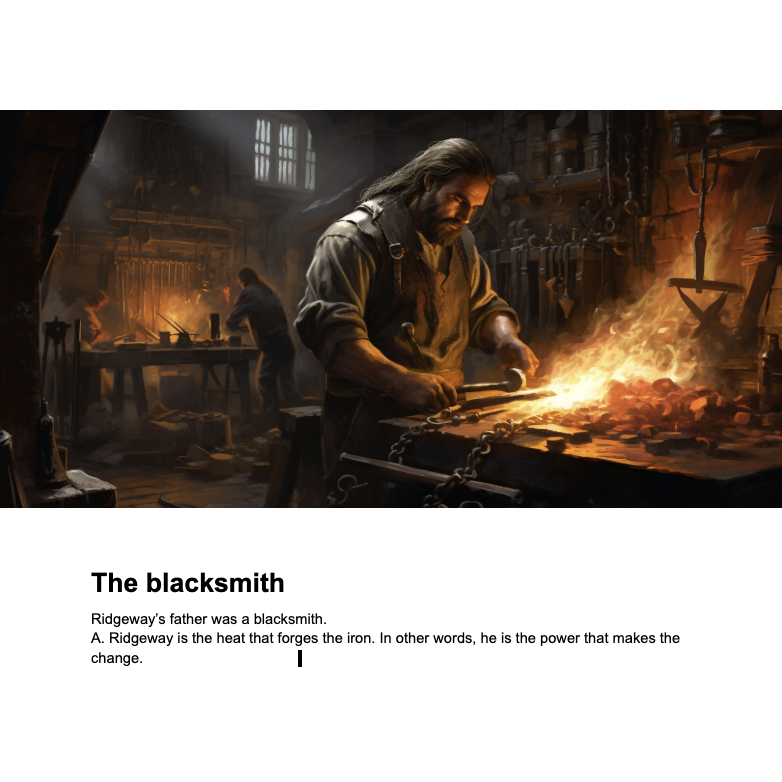 The blacksmith
Ridgeway’s father was a blacksmith.
A. Ridgeway is the heat that forges the iron. In other words, he is the power that makes the
change.